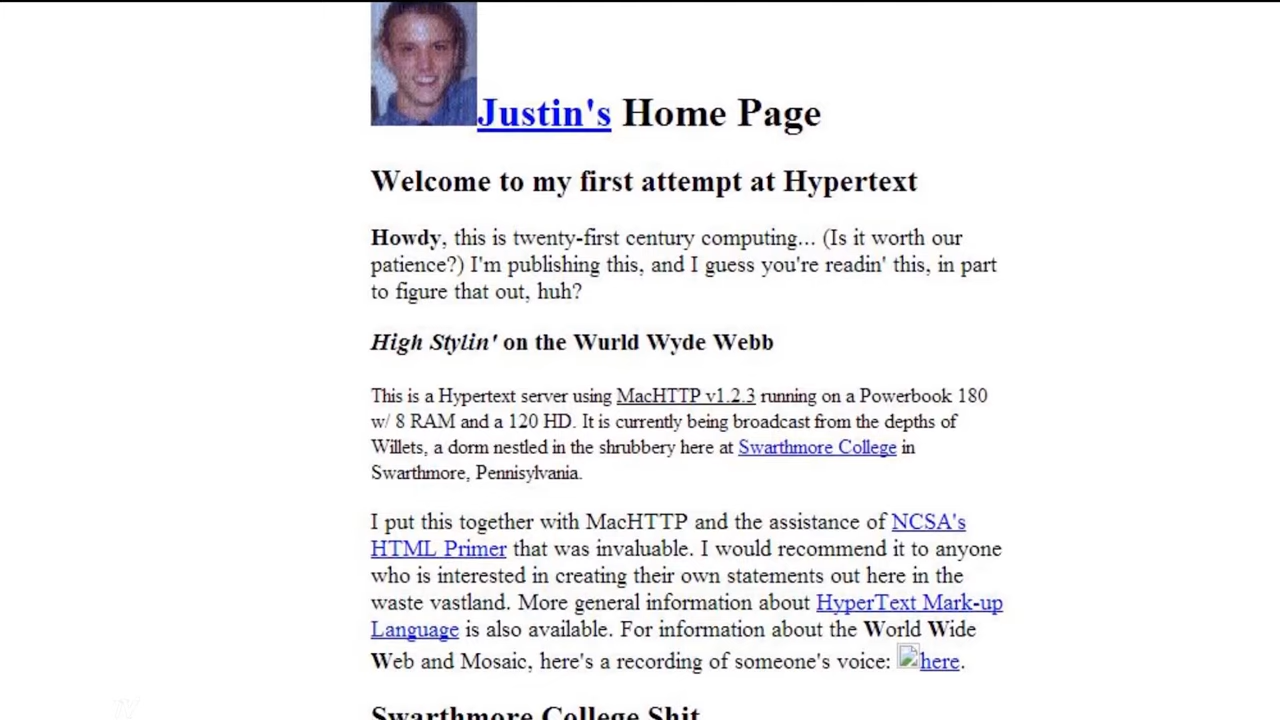 Justin's Home Page
Welcome to my first attempt at Hypertext
Howdy, this is twenty-first century computing... (Is it worth our
patience?) I'm publishing this, and I guess you're readin' this, in part
to figure that out, huh?
High Stylin' on the Wurld Wyde Webb
This is a Hypertext server using MacHTTP v1.2.3 running on a Powerbook 180
w/ 8 RAM and a 120 HD. It is currently being broadcast from the depths of
Willets, a dorm nestled in the shrubbery here at Swarthmore College in
Swarthmore, Pennisylvania.
I put this together with MacHTTP and the assistance of NCSA's
HTML Primer that was invaluable. I would recommend it to anyone
who is interested in creating their own statements out here in the
waste vastland. More general information about HyperText Mark-up
Language is also available. For information about the World Wide
Web and Mosaic, here's a recording of someone's voice: here.
Swarthmore College Shit